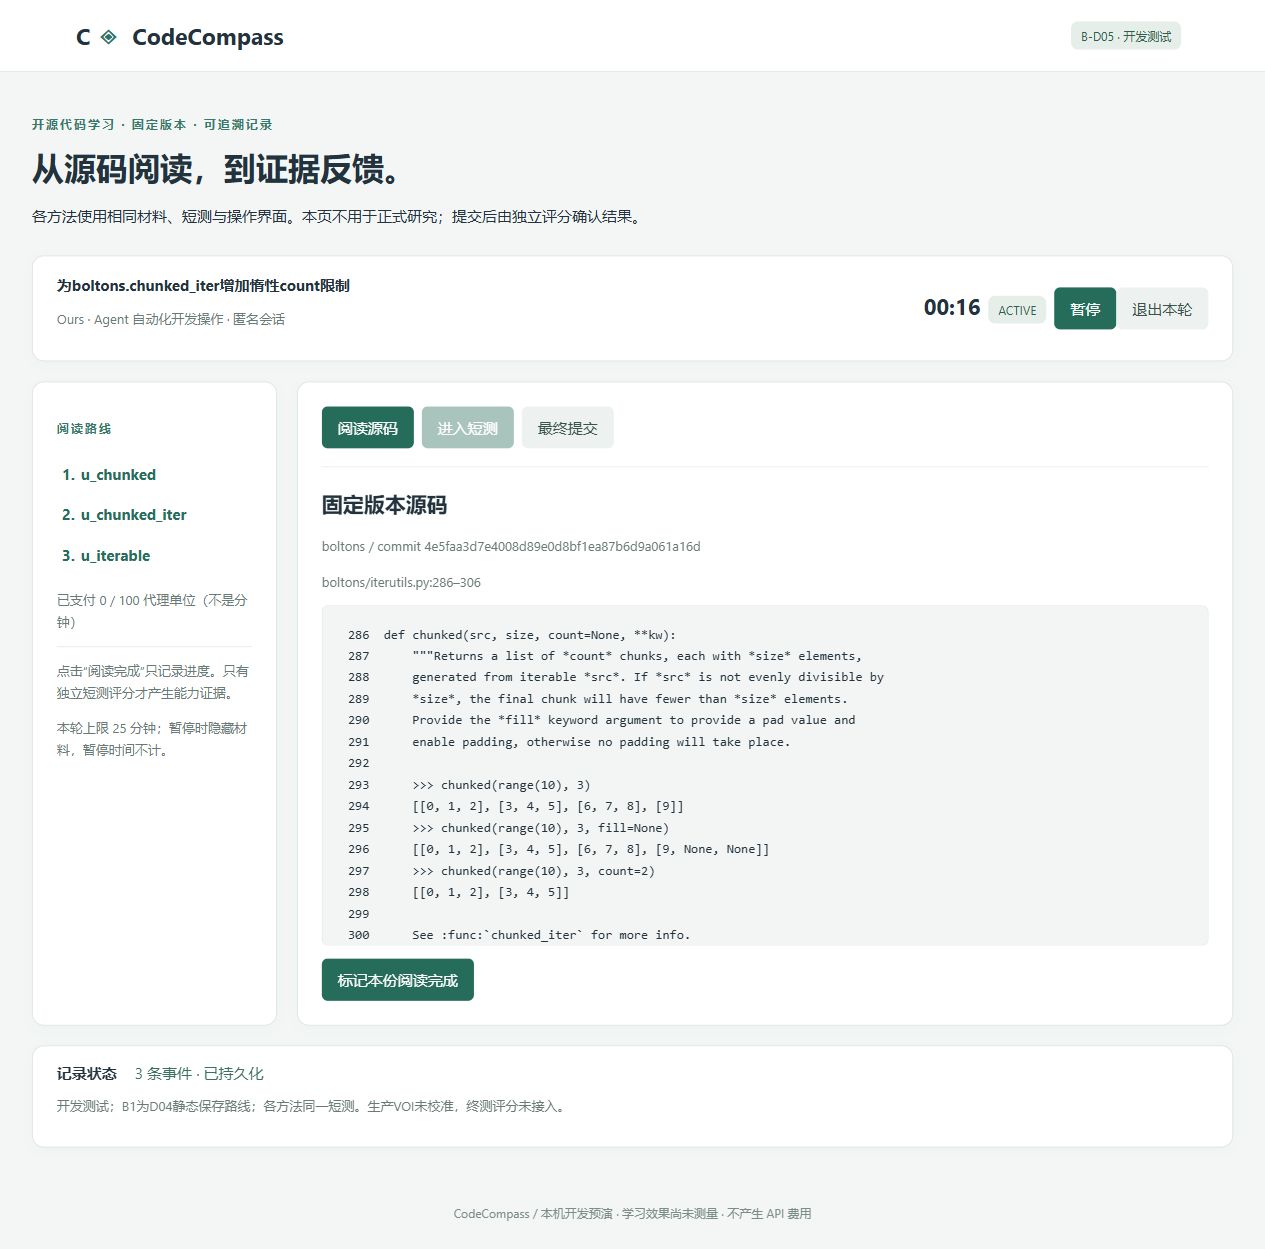 C CodeCompass
B-D05 · 开发测试
开源代码学习 · 固定版本 · 可追溯记录
从源码阅读，到证据反馈。
各方法使用相同材料、短测与操作界面。本页不用于正式研究；提交后由独立评分确认结果。
为boltons.chunked_iter增加惰性count限制
Ours · Agent 自动化开发操作 · 匿名会话
00:16 ACTIVE 暂停 退出本轮
阅读路线
1. u_chunked
2. u_chunked_iter
3. u_iterable
已支付 0 / 100 代理单位（不是分
钟）
点击“阅读完成”只记录进度。只有
独立短测评分才产生能力证据。
本轮上限 25 分钟；暂停时隐藏材
料，暂停时间不计。
阅读源码 进入短测 最终提交
固定版本源码
boltons / commit 4e5faa3d7e4008d89e0d8bf1ea87b6d9a061a16d
boltons/iterutils.py:286–306
286 def chunked(src, size, count=None, **kw):
287     """Returns a list of *count* chunks, each with *size* elements,
288     generated from iterable *src*. If *src* is not evenly divisible by
289     *size*, the final chunk will have fewer than *size* elements.
290     Provide the *fill* keyword argument to provide a pad value and
291     enable padding, otherwise no padding will take place.
292
293     >>> chunked(range(10), 3)
294     [[0, 1, 2], [3, 4, 5], [6, 7, 8], [9]]
295     >>> chunked(range(10), 3, fill=None)
296     [[0, 1, 2], [3, 4, 5], [6, 7, 8], [9, None, None]]
297     >>> chunked(range(10), 3, count=2)
298     [[0, 1, 2], [3, 4, 5]]
299
300     See :func:`chunked_iter` for more info.
标记本份阅读完成
记录状态 3 条事件 · 已持久化
开发测试；B1为D04静态保存路线；各方法同一短测。生产VOI未校准，终测评分未接入。
CodeCompass / 本机开发预演 · 学习效果尚未测量 · 不产生 API 费用